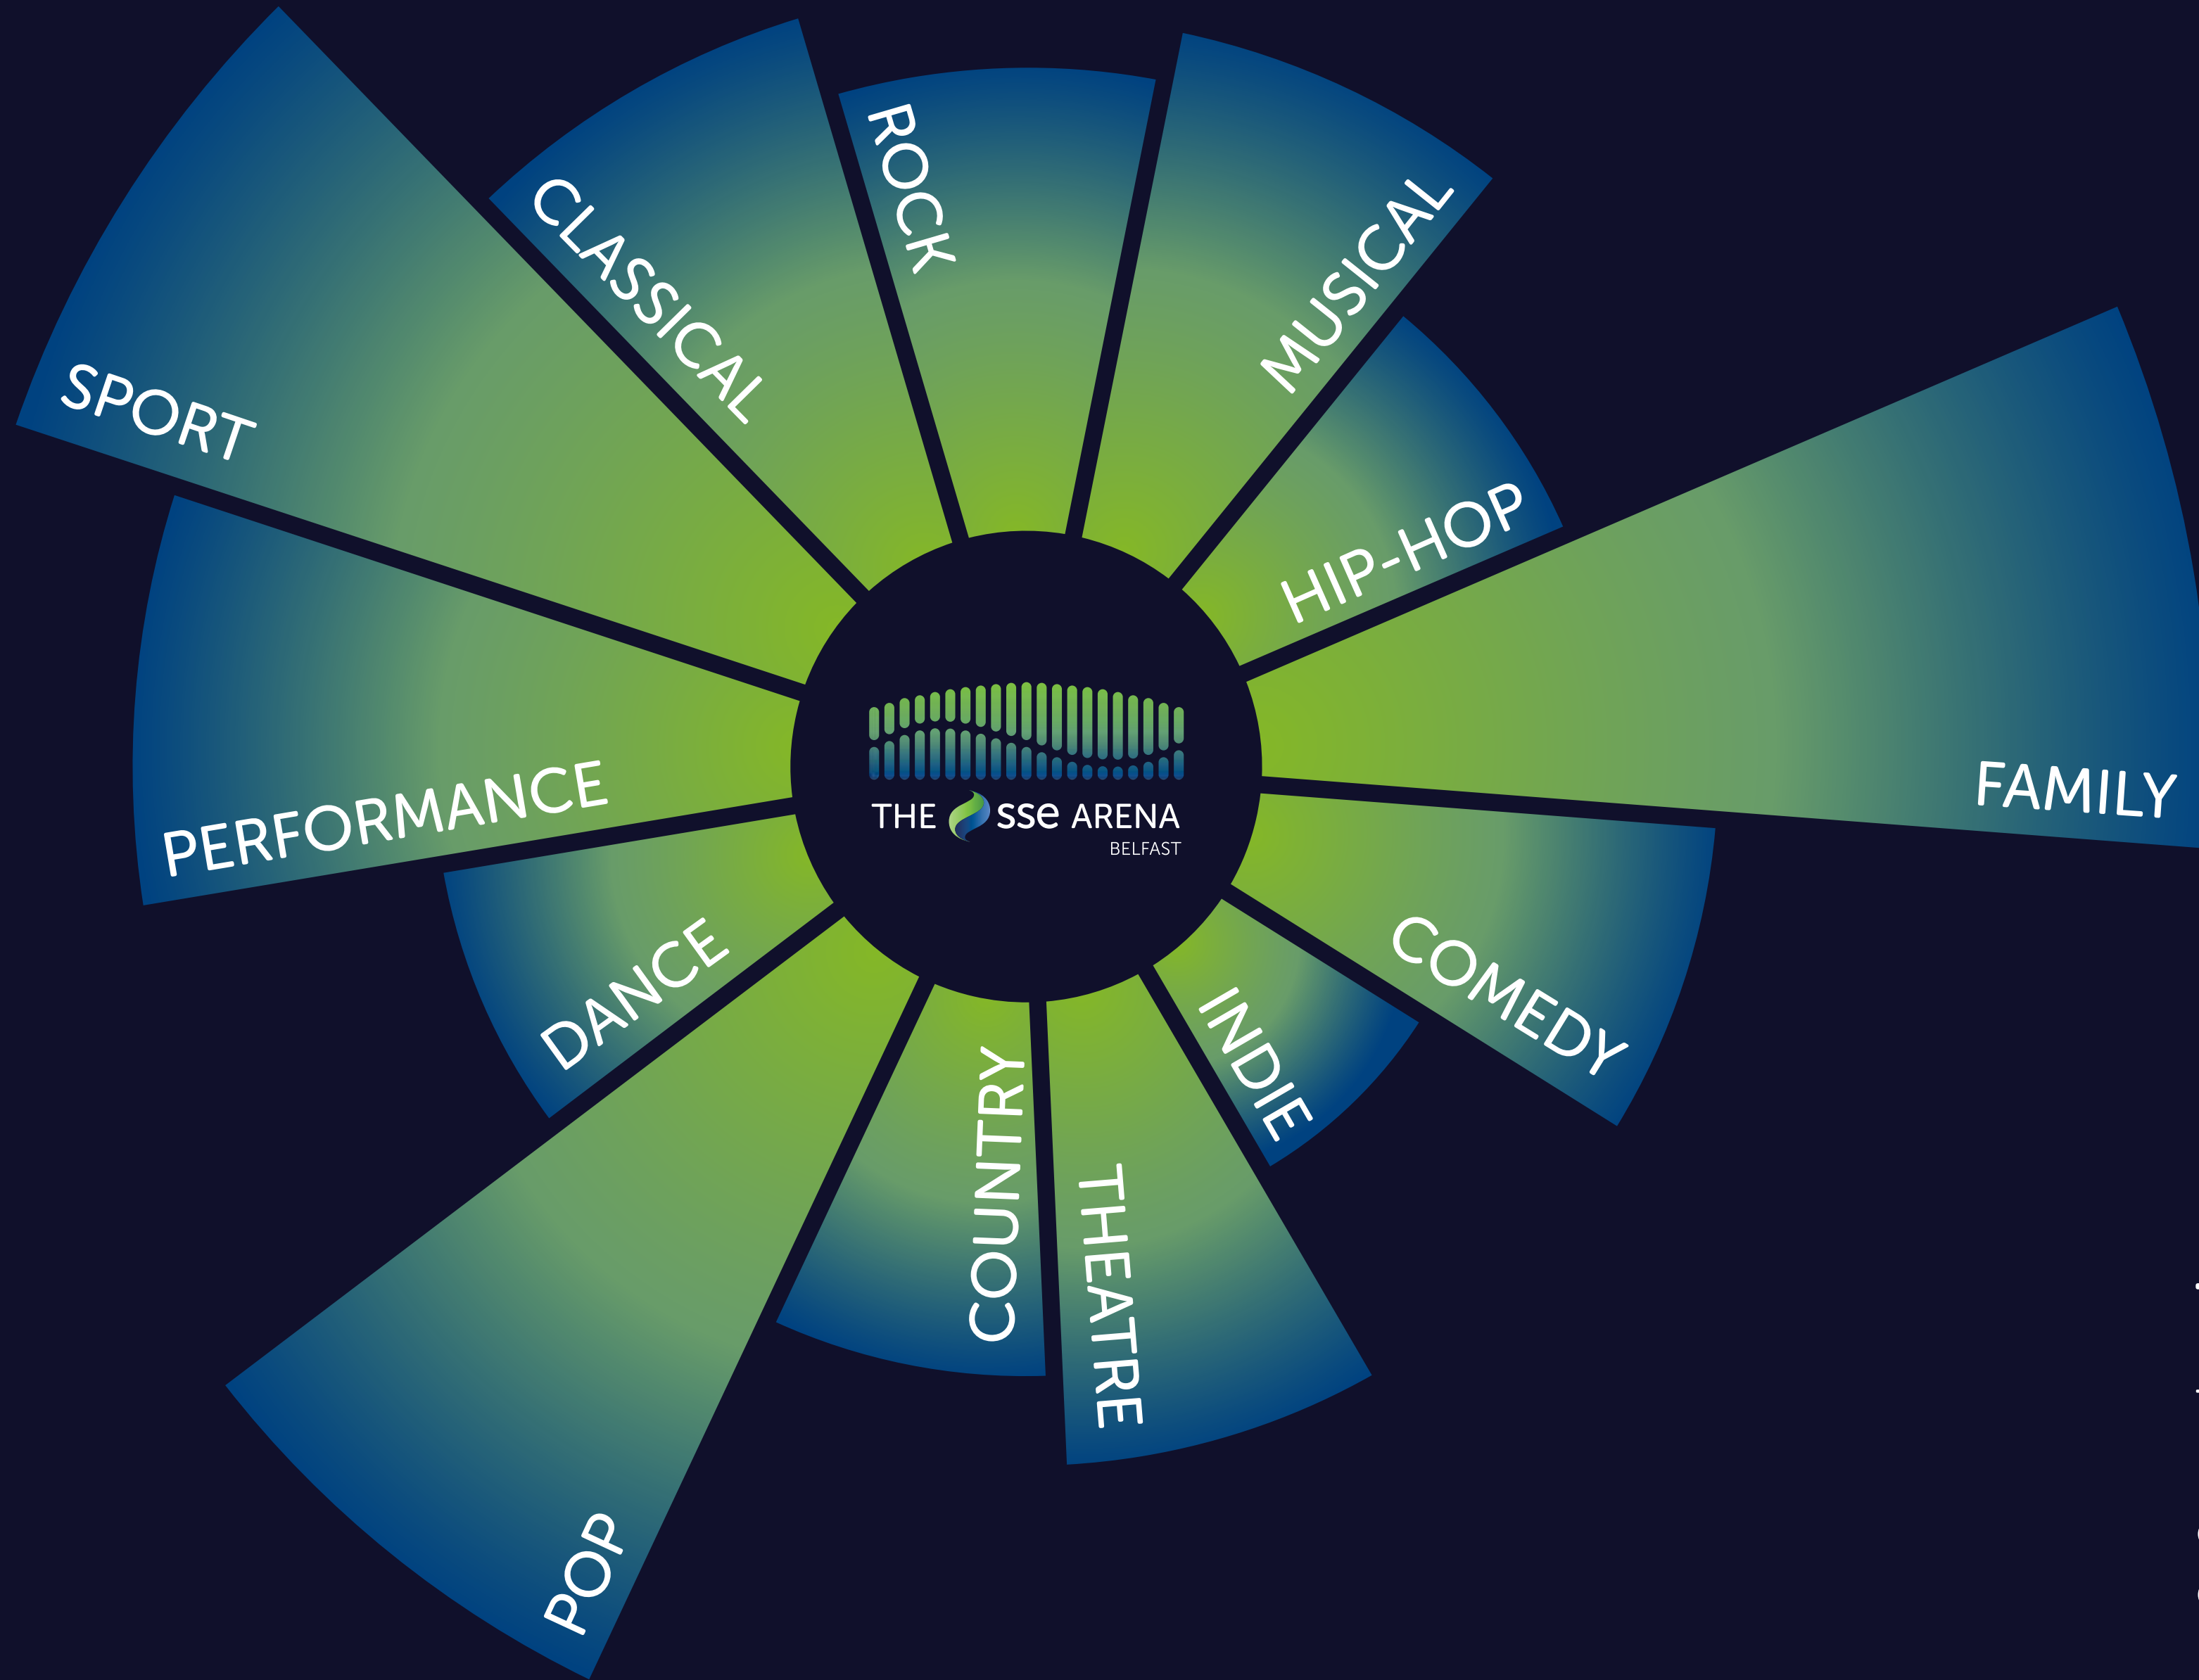 ROCK
MUSICAL
HIP-HOP
FAMILY
COMEDY
INDIE
THEATRE
COUNTRY
POP
DANCE
PERFORMANCE
SPORT
CLASSICAL
THE sse ARENA
BELFAST